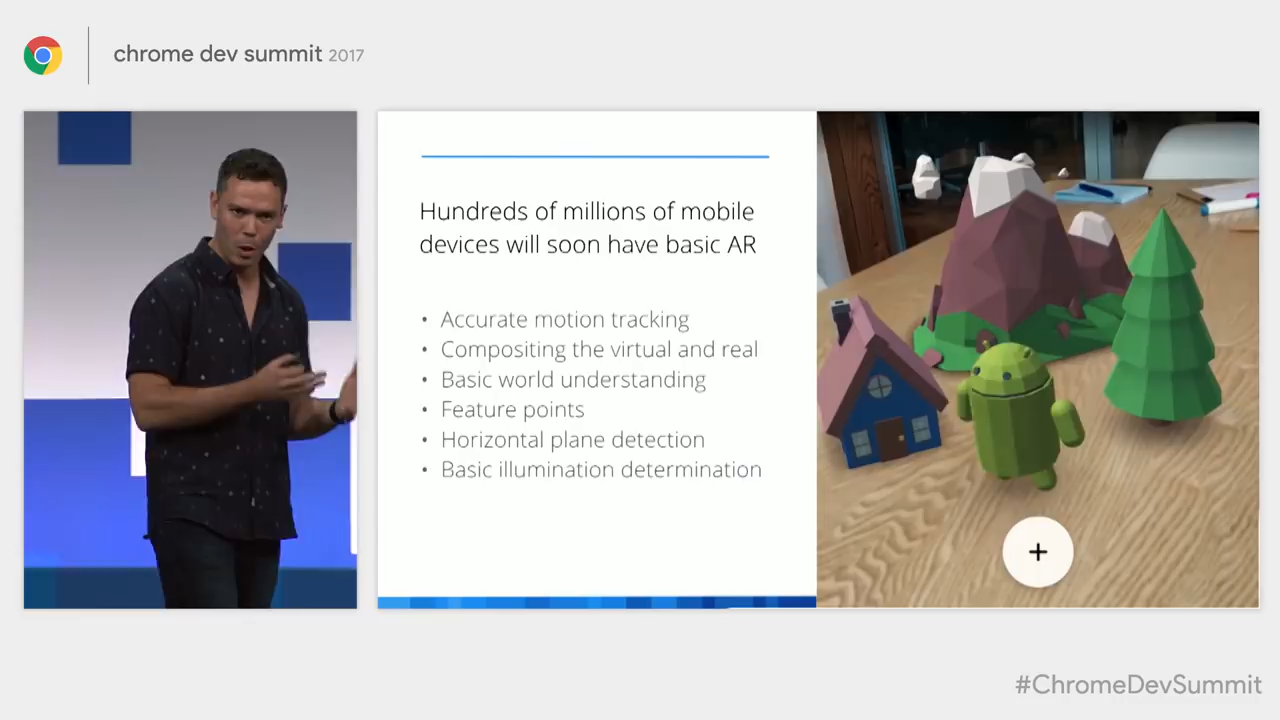 chrome dev summit 2017
Hundreds of millions of mobile
devices will soon have basic AR
• Accurate motion tracking
• Compositing the virtual and real
• Basic world understanding
• Feature points
• Horizontal plane detection
• Basic illumination determination
+
#ChromeDevSummit